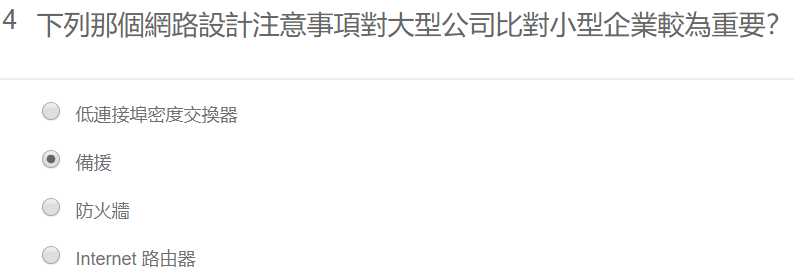 4 下列那個網路設計注意事項對大型公司比對小型企業較為重要?
低連接埠密度交換器
備援
防火牆
Internet 路由器